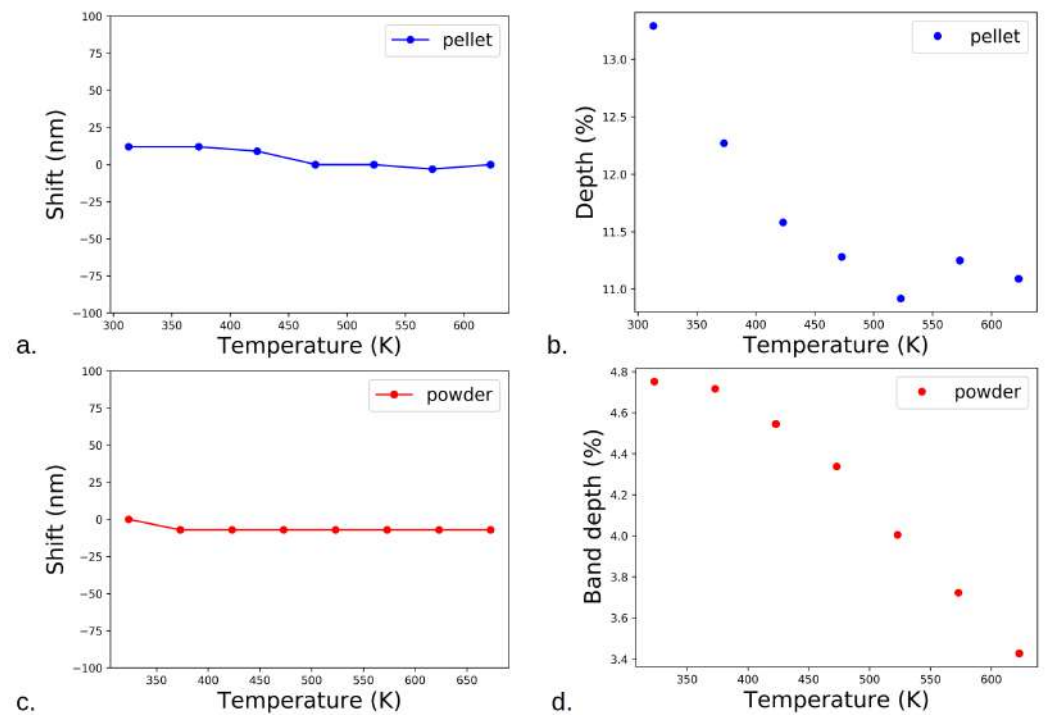 100
75
50
25
0
−25
−50
−75
−100
Shift (nm)
pellet
300 350 400 450 500 550 600
Temperature (K)
a.
13.0
12.5
12.0
11.5
11.0
Depth (%)
pellet
300 350 400 450 500 550 600
Temperature (K)
b.
100
75
50
25
0
−25
−50
−75
−100
Shift (nm)
powder
350 400 450 500 550 600 650
Temperature (K)
c.
4.8
4.6
4.4
4.2
4.0
3.8
3.6
3.4
Band depth (%)
powder
350 400 450 500 550 600
Temperature (K)
d.